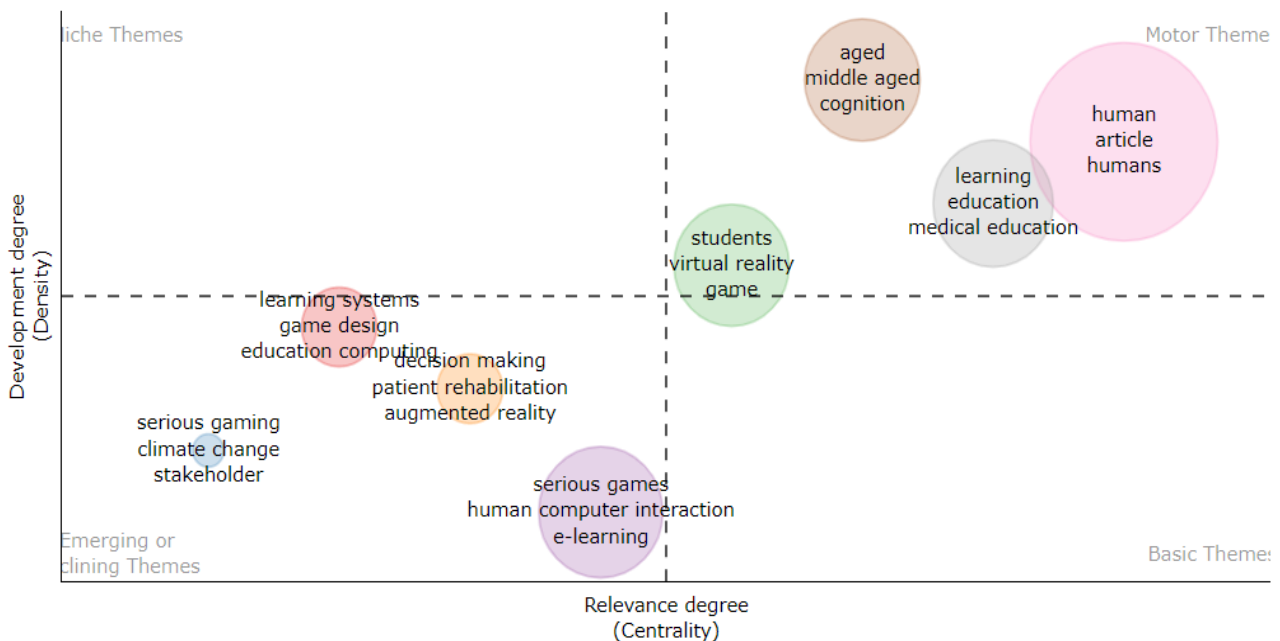 liche Themes
Motor Theme
aged
middle aged
cognition
human
article
humans
learning
education
medical education
students
virtual reality
game
learning systems
game design
education computing
decision making
patient rehabilitation
augmented reality
serious gaming
climate change
stakeholder
serious games
human computer interaction
e-learning
Emerging or
clining Themes
Basic Themes
Development degree
(Density)
Relevance degree
(Centrality)